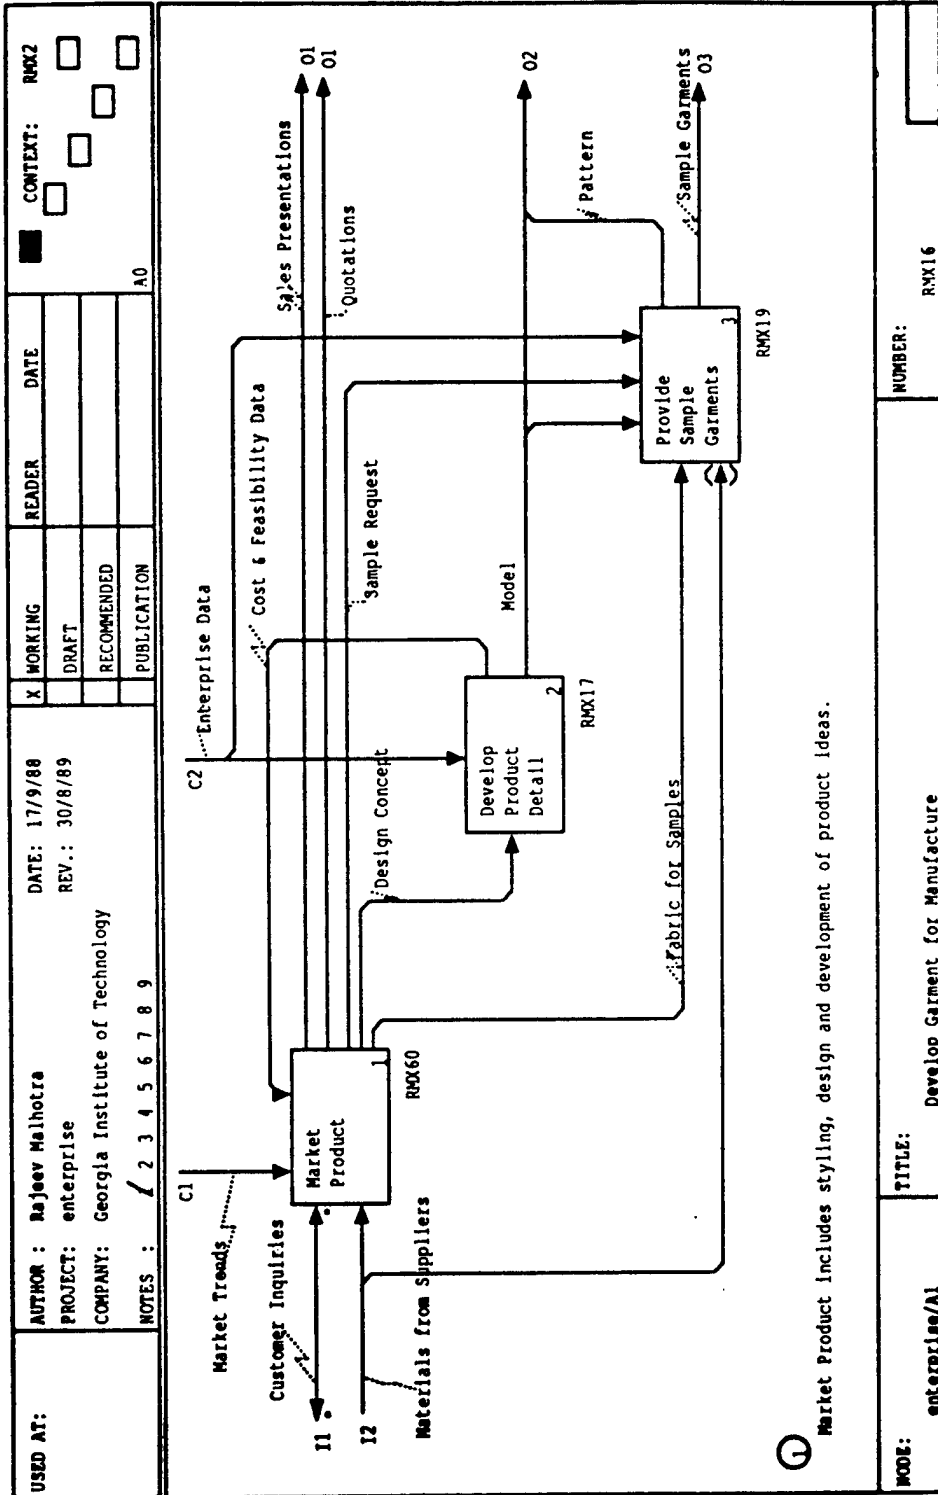 USED AT:
AUTHOR : Rajeev Malhotra
DATE: 17/9/88
PROJECT: enterprise
REV.: 30/8/89
COMPANY: Georgia Institute of Technology
NOTES : 1 2 3 4 5 6 7 8 9
X WORKING
DRAFT
RECOMMENDED
PUBLICATION
READER DATE
CONTEXT: RMX2
A0
C1
Market Trends
C2
Enterprise Data
Cost & Feasibility Data
Sales Presentations
O1
O1
Quotations
Customer Inquiries
I1
I2
Materials from Suppliers
Market
Product
1
RMX60
Sample Request
Design Concept
Develop
Product
Detail
2
RMX17
Model
O2
Pattern
Fabric for Samples
Provide
Sample
Garments
3
RMX19
Sample Garments
O3
1 Market Product includes styling, design and development of product ideas.
NODE: enterprise/A1
TITLE: Develop Garment for Manufacture
NUMBER: RMX16